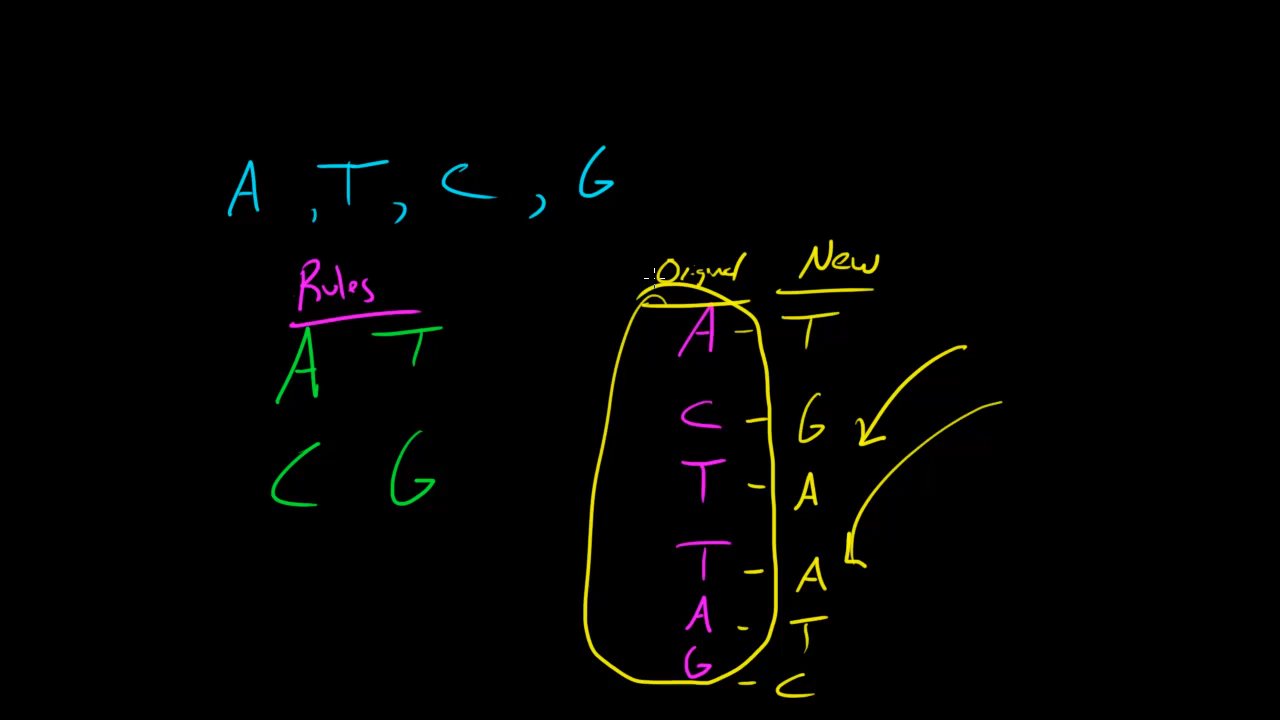 A, T, C, G
Rules
A T
C G
Original New
A - T
C - G
T - A
T - A
A - T
G - C